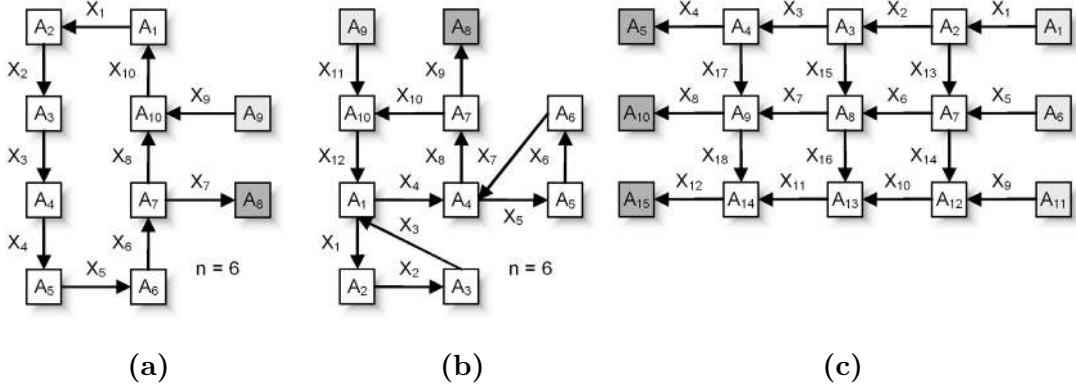 X₁
A₂ A₁
X₂ X₁₀
X₉
A₃ A₁₀ A₉
X₃ X₈
X₇
A₄ A₇ A₈
X₄ X₆
X₅ n = 6
A₅ A₆
(a)
A₉ A₈
X₁₁ X₉
X₁₀
A₁₀ A₇ A₆
X₁₂ X₈ X₇ X₆
X₄
A₁ A₄ A₅
X₅
X₃
X₁
X₂ n = 6
A₂ A₃
(b)
X₄ X₃ X₂ X₁
A₅ A₄ A₃ A₂ A₁
X₁₇ X₁₅ X₁₃
X₈ X₇ X₆ X₅
A₁₀ A₉ A₈ A₇ A₆
X₁₈ X₁₆ X₁₄
X₁₂ X₁₁ X₁₀ X₉
A₁₅ A₁₄ A₁₃ A₁₂ A₁₁
(c)